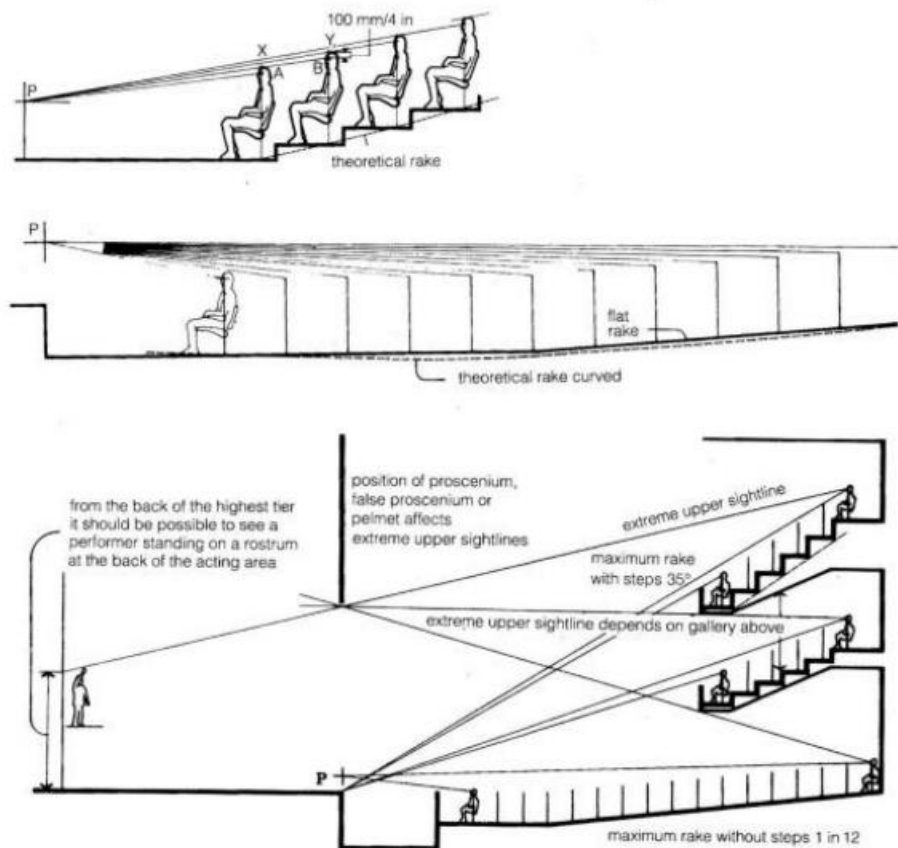 100 mm/4 in
X
Y
A
B
P
theoretical rake
P
flat
rake
theoretical rake curved
from the back of the highest tier
it should be possible to see a
performer standing on a rostrum
at the back of the acting area
position of proscenium,
false proscenium or
pelmet affects
extreme upper sightlines
extreme upper sightline
maximum rake
with steps 35°
extreme upper sightline depends on gallery above
P
maximum rake without steps 1 in 12